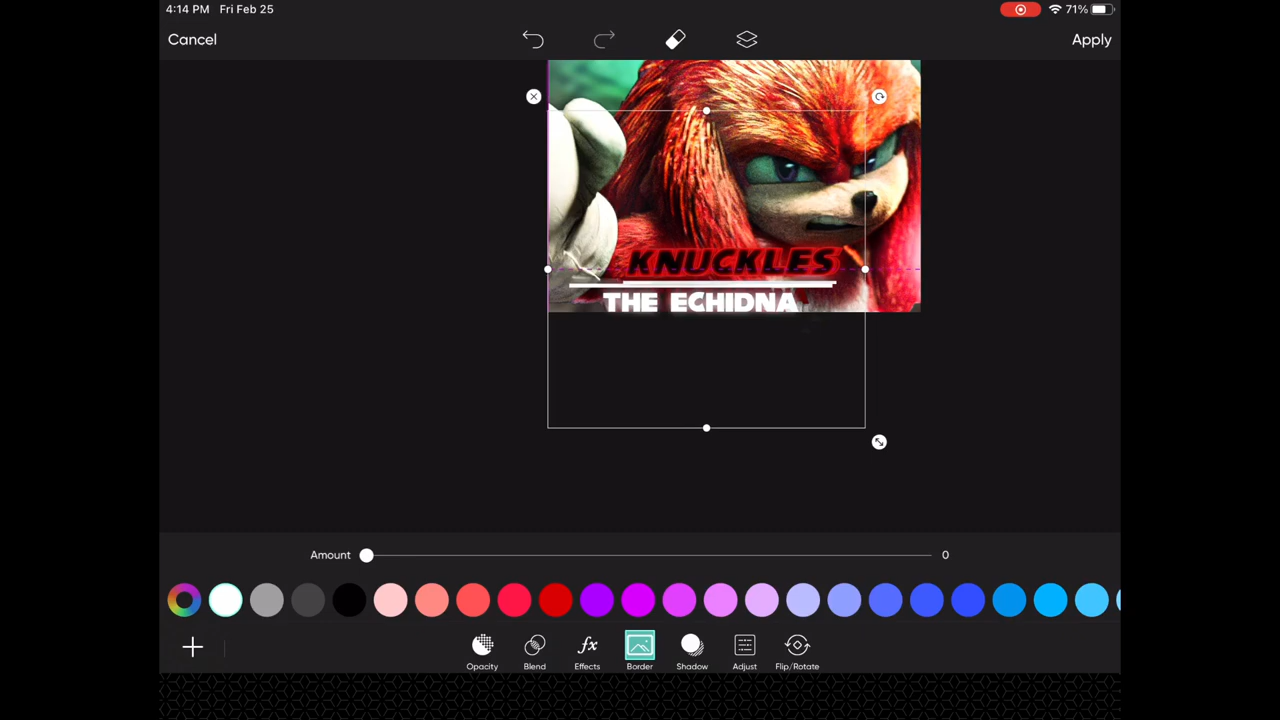 4:14 PM Fri Feb 25 71%
Cancel Apply
KNUCKLES
THE ECHIDNA
Amount 0
Opacity Blend fx Effects Border Shadow Adjust Flip/Rotate